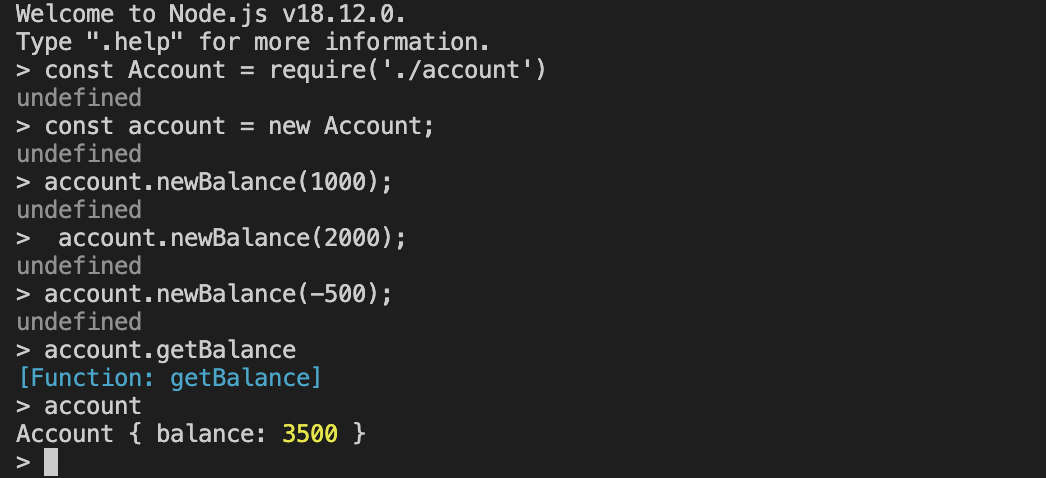 Welcome to Node.js v18.12.0.
Type ".help" for more information.
> const Account = require('./account')
undefined
> const account = new Account;
undefined
> account.newBalance(1000);
undefined
>  account.newBalance(2000);
undefined
> account.newBalance(-500);
undefined
> account.getBalance
[Function: getBalance]
> account
Account { balance: 3500 }
>